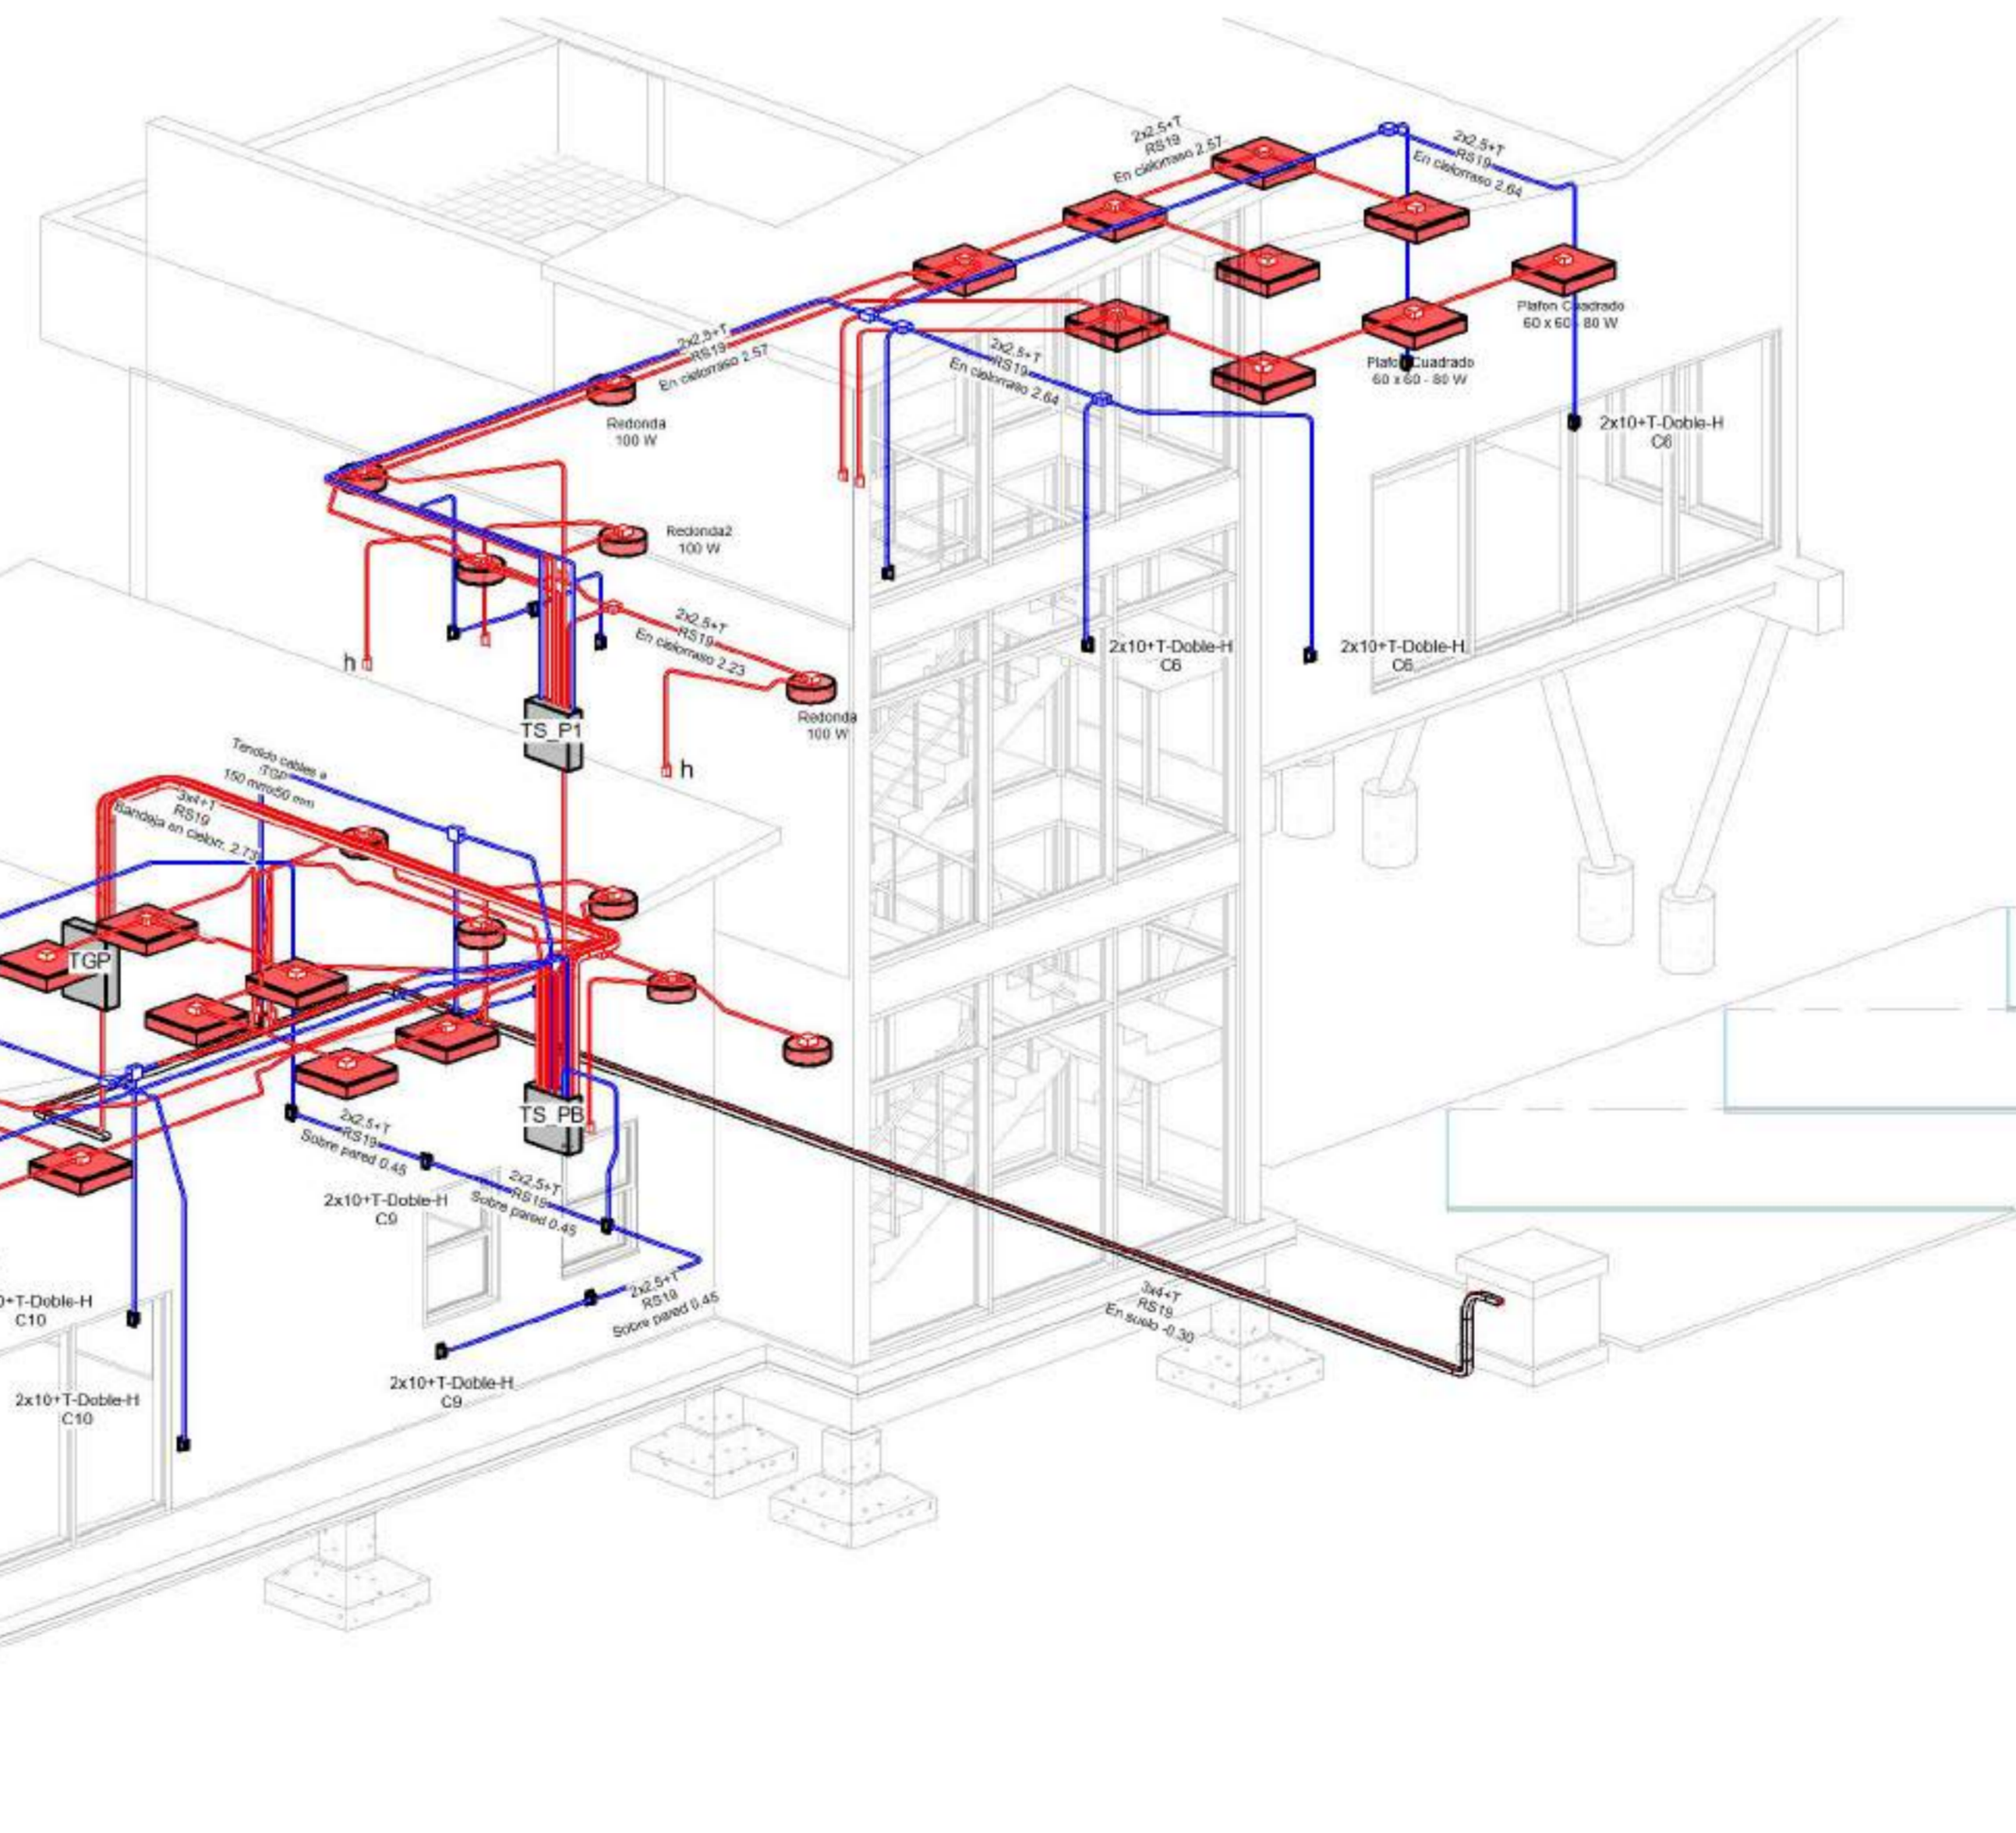 2x2.5+T
RS19
En cielorraso 2.57
2x2.5+T
RS19
En cielorraso 2.64
Plafon Cuadrado
60 x 60 - 80 W
Plafon Cuadrado
60 x 60 - 80 W
2x2.5+T
RS19
En cielorraso 2.57
2x2.5+T
RS19
En cielorraso 2.64
Redonda
100 W
2x10+T-Doble-H
C6
Redonda2
100 W
2x2.5+T
RS19
En cielorraso 2.23
h
2x10+T-Doble-H
C6
2x10+T-Doble-H
C6
Redonda
100 W
TS_P1
h
Tendido cables a
TGP
150 mmx50 mm
3x4+T
RS19
Bandeja en cielorr. 2.73
TGP
TS_PB
2x2.5+T
RS19
Sobre pared 0.45
2x10+T-Doble-H
C9
2x2.5+T
RS19
Sobre pared 0.45
2x2.5+T
RS19
Sobre pared 0.45
3x4+T
RS19
En suelo -0.30
0+T-Doble-H
C10
2x10+T-Doble-H
C10
2x10+T-Doble-H
C9